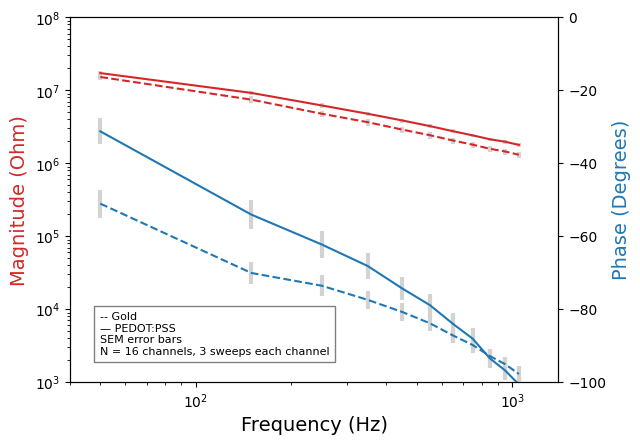 10^8
10^7
10^6
10^5
10^4
10^3
Magnitude (Ohm)
0
−20
−40
−60
−80
−100
Phase (Degrees)
-- Gold
— PEDOT:PSS
SEM error bars
N = 16 channels, 3 sweeps each channel
10^2
10^3
Frequency (Hz)